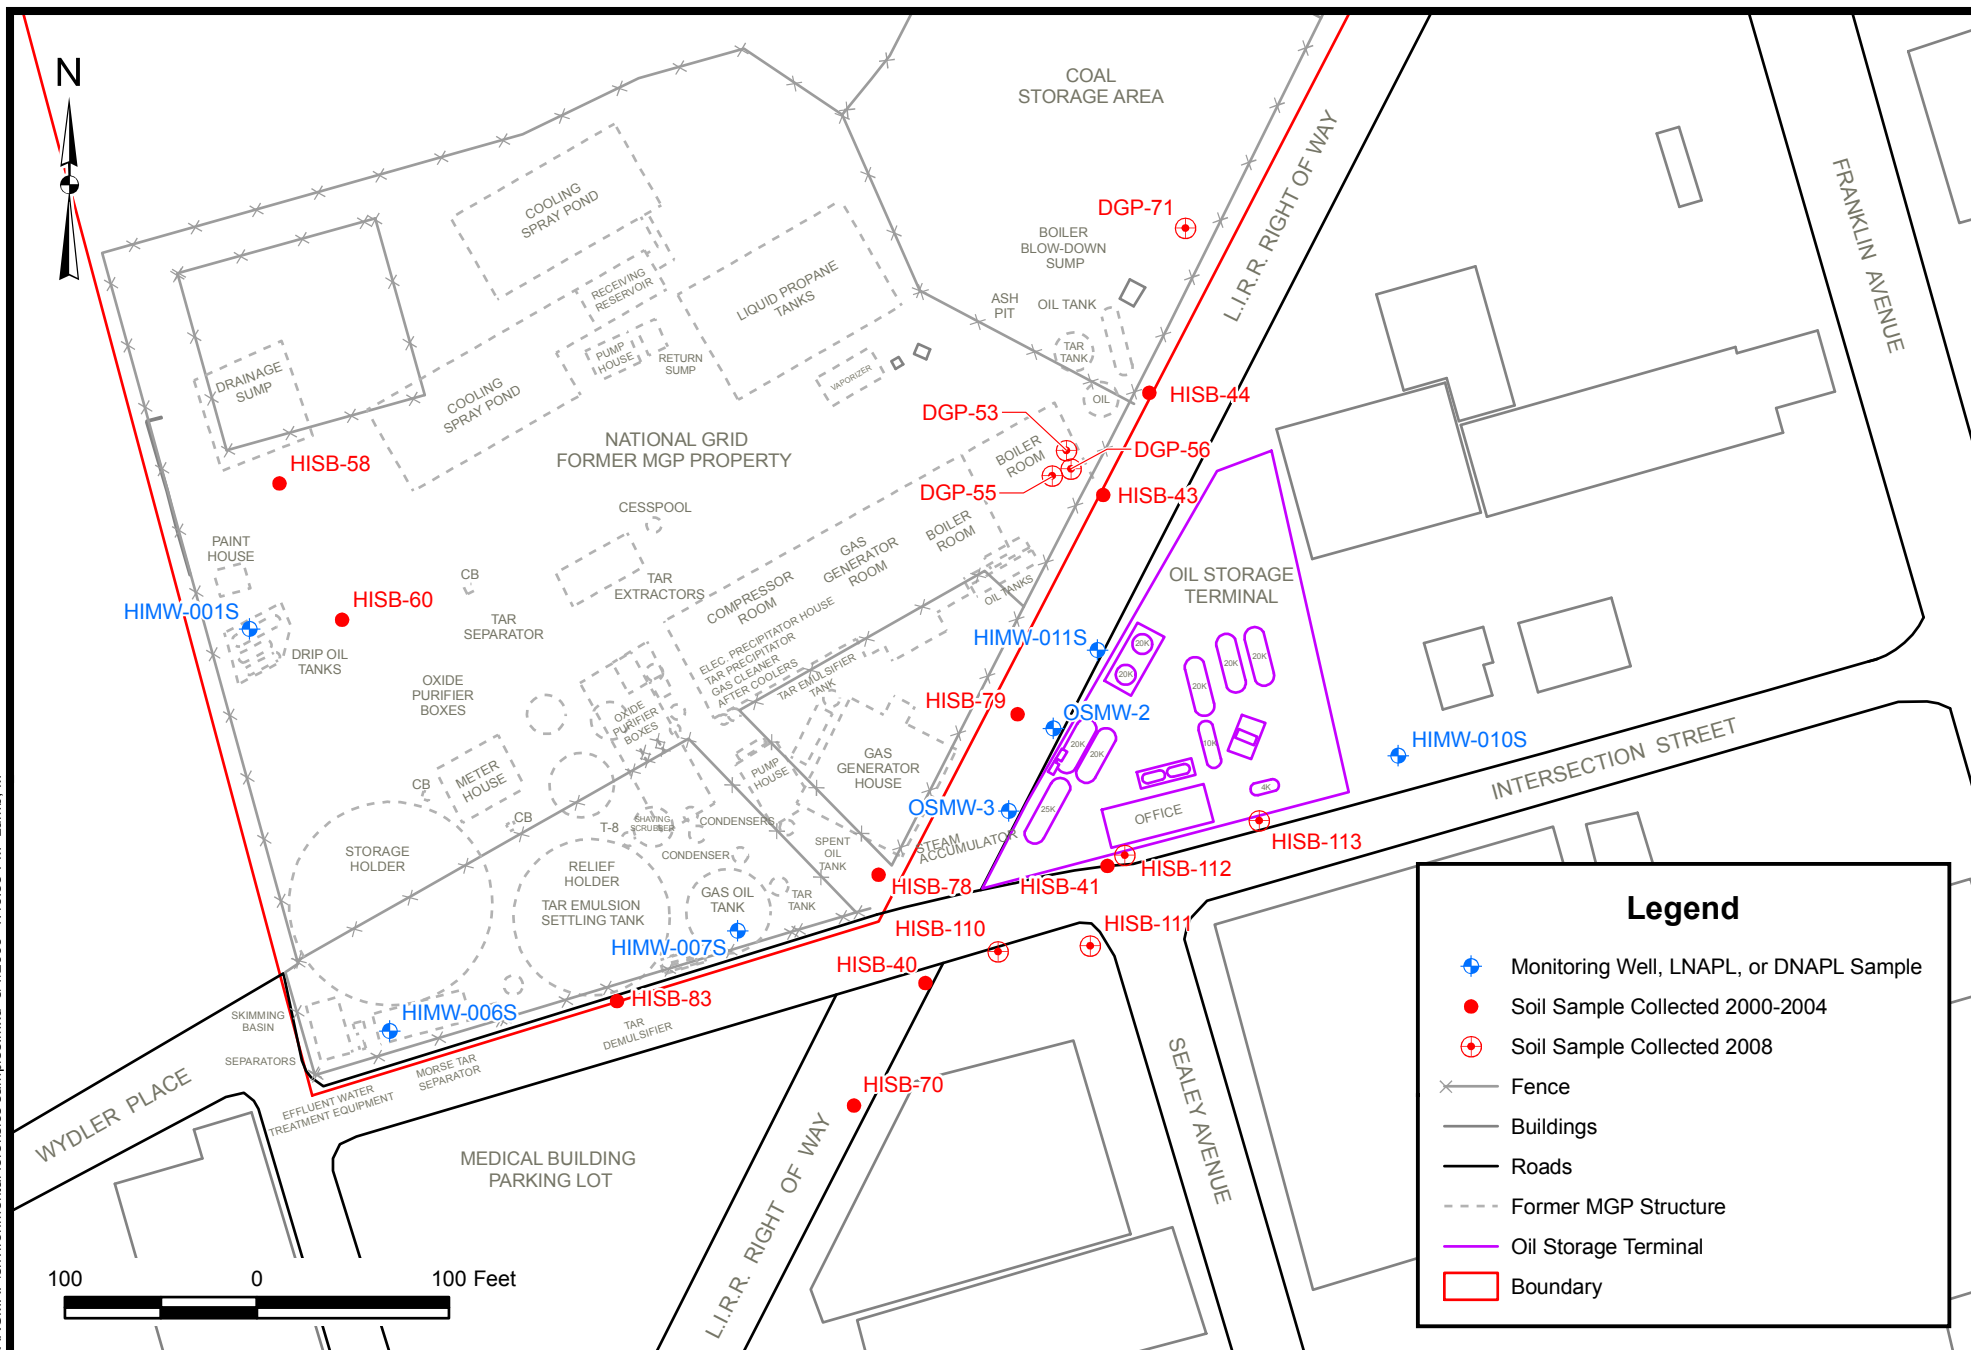 N
COAL
STORAGE AREA
L.I.R.R. RIGHT OF WAY
FRANKLIN AVENUE
COOLING
SPRAY POND
DGP-71
BOILER
BLOW-DOWN
SUMP
RECEIVING
RESERVOIR
LIQUID PROPANE
TANKS
ASH
PIT
OIL TANK
PUMP
HOUSE
RETURN
SUMP
TAR
TANK
DRAINAGE
SUMP
VAPORIZER
COOLING
SPRAY POND
OIL
HISB-44
DGP-53
NATIONAL GRID
FORMER MGP PROPERTY
BOILER
ROOM
DGP-56
HISB-58
DGP-55
HISB-43
CESSPOOL
BOILER
ROOM
PAINT
HOUSE
GAS
GENERATOR
ROOM
CB
TAR
EXTRACTORS
COMPRESSOR
ROOM
OIL TANKS
OIL STORAGE
TERMINAL
HIMW-001S
HISB-60
TAR
SEPARATOR
ELEC. PRECIPITATOR HOUSE
TAR PRECIPITATOR
GAS CLEANER
AFTER COOLERS
HIMW-011S
20K
20K
20K
20K
20K
DRIP OIL
TANKS
TAR EMULSIFIER
TANK
OXIDE
PURIFIER
BOXES
OXIDE
PURIFIER
BOXES
HISB-79
OSMW-2
20K
20K
10K
HIMW-010S
GAS
GENERATOR
HOUSE
PUMP
HOUSE
METER
HOUSE
CB
INTERSECTION STREET
4K
OSMW-3
25K
OFFICE
CB
T-8
SHAVING
SCRUBBER
CONDENSERS
HISB-113
STEAM
ACCUMULATOR
SPENT
OIL
TANK
STORAGE
HOLDER
CONDENSER
RELIEF
HOLDER
HISB-112
HISB-41
HISB-78
GAS OIL
TANK
TAR
TANK
TAR EMULSION
SETTLING TANK
HIMW-007S
HISB-110
HISB-111
HISB-40
HISB-83
HIMW-006S
SKIMMING
BASIN
TAR
DEMULSIFIER
SEPARATORS
MORSE TAR
SEPARATOR
EFFLUENT WATER
TREATMENT EQUIPMENT
WYDLER PLACE
HISB-70
SEALEY AVENUE
MEDICAL BUILDING
PARKING LOT
L.I.R.R. RIGHT OF WAY
100 0 100 Feet
Legend
Monitoring Well, LNAPL, or DNAPL Sample
Soil Sample Collected 2000-2004
Soil Sample Collected 2008
Fence
Buildings
Roads
Former MGP Structure
Oil Storage Terminal
Boundary